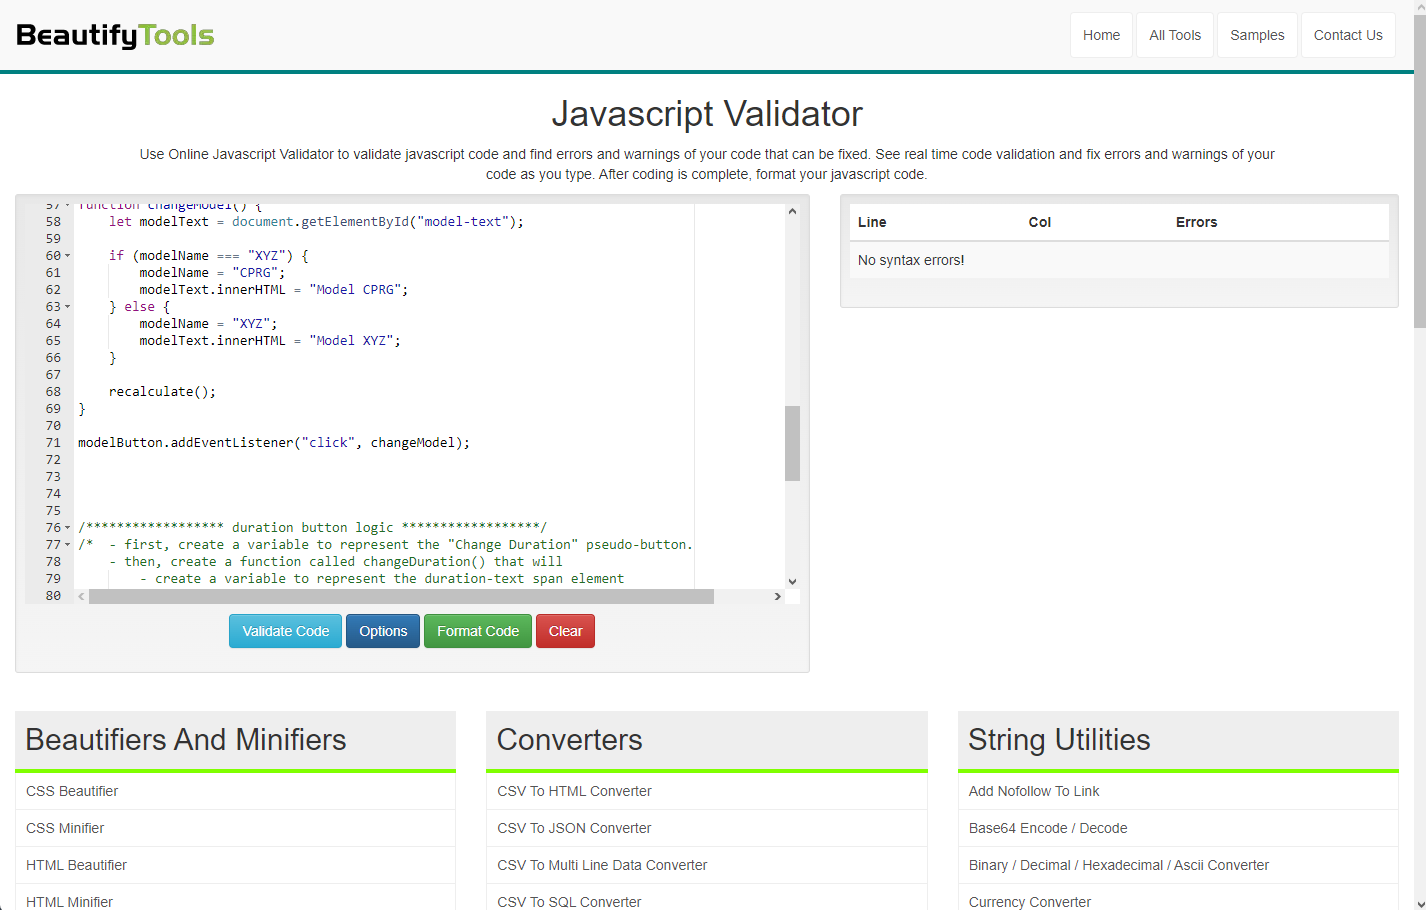 BeautifyTools
Home All Tools Samples Contact Us
Javascript Validator
Use Online Javascript Validator to validate javascript code and find errors and warnings of your code that can be fixed. See real time code validation and fix errors and warnings of your
code as you type. After coding is complete, format your javascript code.
57 function changeModel() {
58 let modelText = document.getElementById("model-text");
59
60 if (modelName === "XYZ") {
61 modelName = "CPRG";
62 modelText.innerHTML = "Model CPRG";
63 } else {
64 modelName = "XYZ";
65 modelText.innerHTML = "Model XYZ";
66 }
67
68 recalculate();
69 }
70
71 modelButton.addEventListener("click", changeModel);
72
73
74
75
76 /****************** duration button logic ******************/
77 /* - first, create a variable to represent the "Change Duration" pseudo-button.
78 - then, create a function called changeDuration() that will
79 - create a variable to represent the duration-text span element
80
Validate Code Options Format Code Clear
Line Col Errors
No syntax errors!
Beautifiers And Minifiers
CSS Beautifier
CSS Minifier
HTML Beautifier
HTML Minifier
Converters
CSV To HTML Converter
CSV To JSON Converter
CSV To Multi Line Data Converter
CSV To SQL Converter
String Utilities
Add Nofollow To Link
Base64 Encode / Decode
Binary / Decimal / Hexadecimal / Ascii Converter
Currency Converter